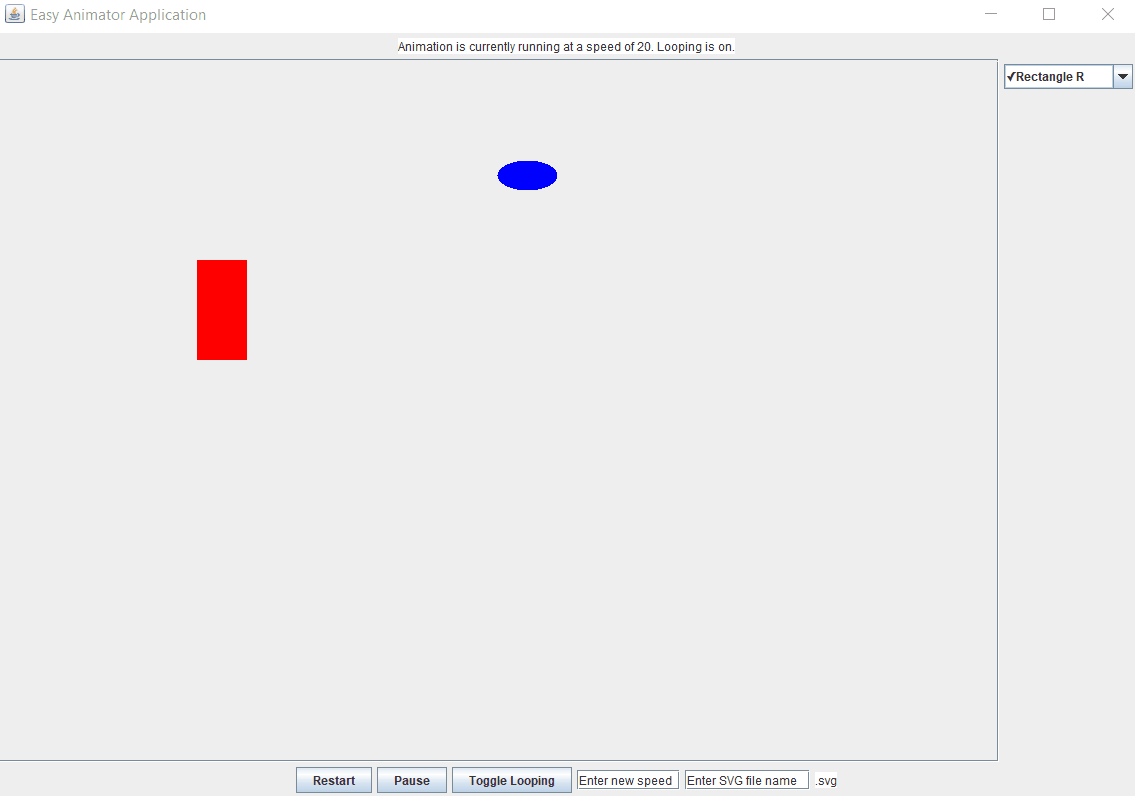 Easy Animator Application
Animation is currently running at a speed of 20. Looping is on.
✓Rectangle R
Restart Pause Toggle Looping Enter new speed Enter SVG file name .svg